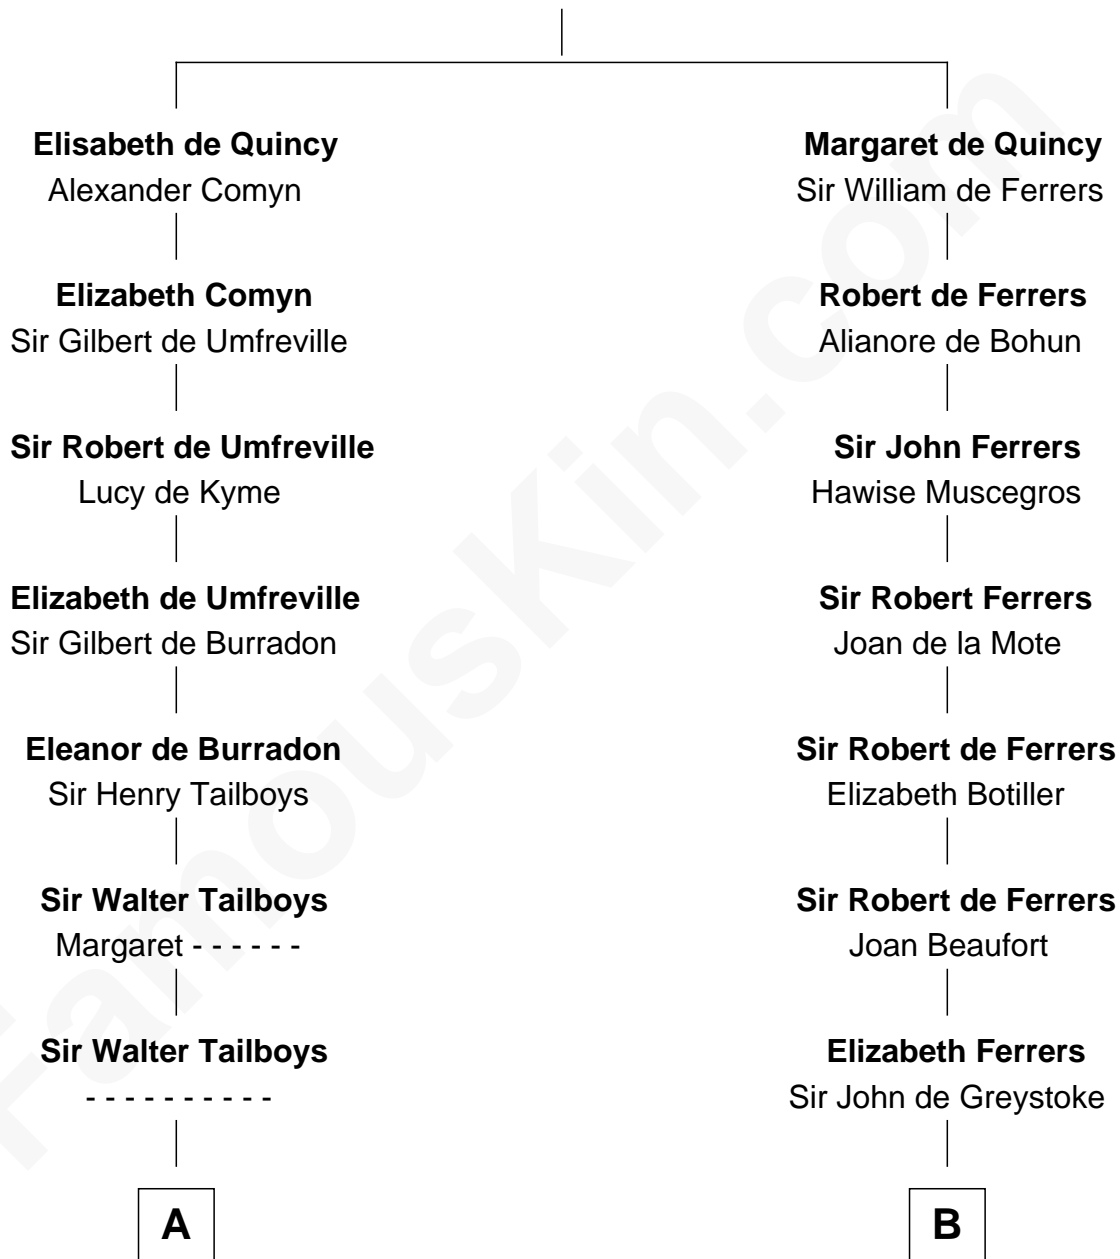 Elisabeth de Quincy
Alexander Comyn
Elizabeth Comyn
Sir Gilbert de Umfreville
Sir Robert de Umfreville
Lucy de Kyme
Elizabeth de Umfreville
Sir Gilbert de Burradon
Eleanor de Burradon
Sir Henry Tailboys
Sir Walter Tailboys
Margaret - - - - - -
Sir Walter Tailboys
- - - - - - - - - -
A
Margaret de Quincy
Sir William de Ferrers
Robert de Ferrers
Alianore de Bohun
Sir John Ferrers
Hawise Muscegros
Sir Robert Ferrers
Joan de la Mote
Sir Robert de Ferrers
Elizabeth Botiller
Sir Robert de Ferrers
Joan Beaufort
Elizabeth Ferrers
Sir John de Greystoke
B
FamousKin.com